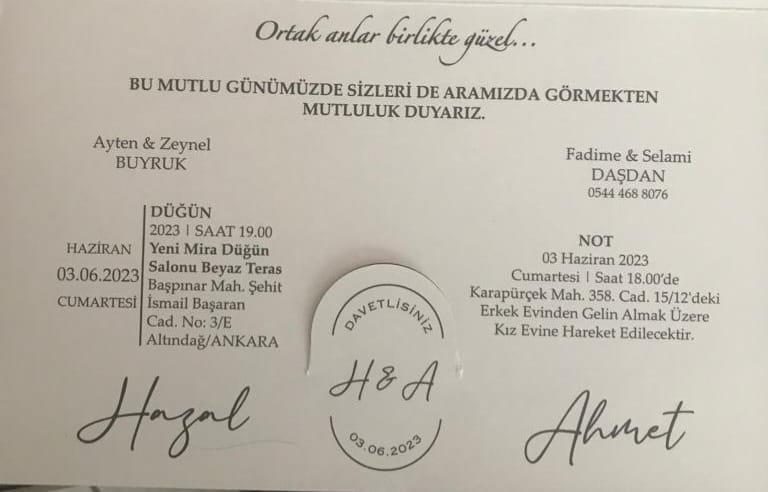 Ortak anlar birlikte güzel...
BU MUTLU GÜNÜMÜZDE SİZLERİ DE ARAMIZDA GÖRMEKTEN
MUTLULUK DUYARIZ.
Ayten & Zeynel
BUYRUK
Fadime & Selami
DAŞDAN
0544 468 8076
HAZİRAN
03.06.2023
CUMARTESİ
DÜĞÜN
2023 | SAAT 19.00
Yeni Mira Düğün
Salonu Beyaz Teras
Başpınar Mah. Şehit
İsmail Başaran
Cad. No: 3/E
Altındağ/ANKARA
NOT
03 Haziran 2023
Cumartesi | Saat 18.00'de
Karapürçek Mah. 358. Cad. 15/12'deki
Erkek Evinden Gelin Almak Üzere
Kız Evine Hareket Edilecektir.
DAVETLİSİNİZ
H & A
03.06.2023
Hazal
Ahmet